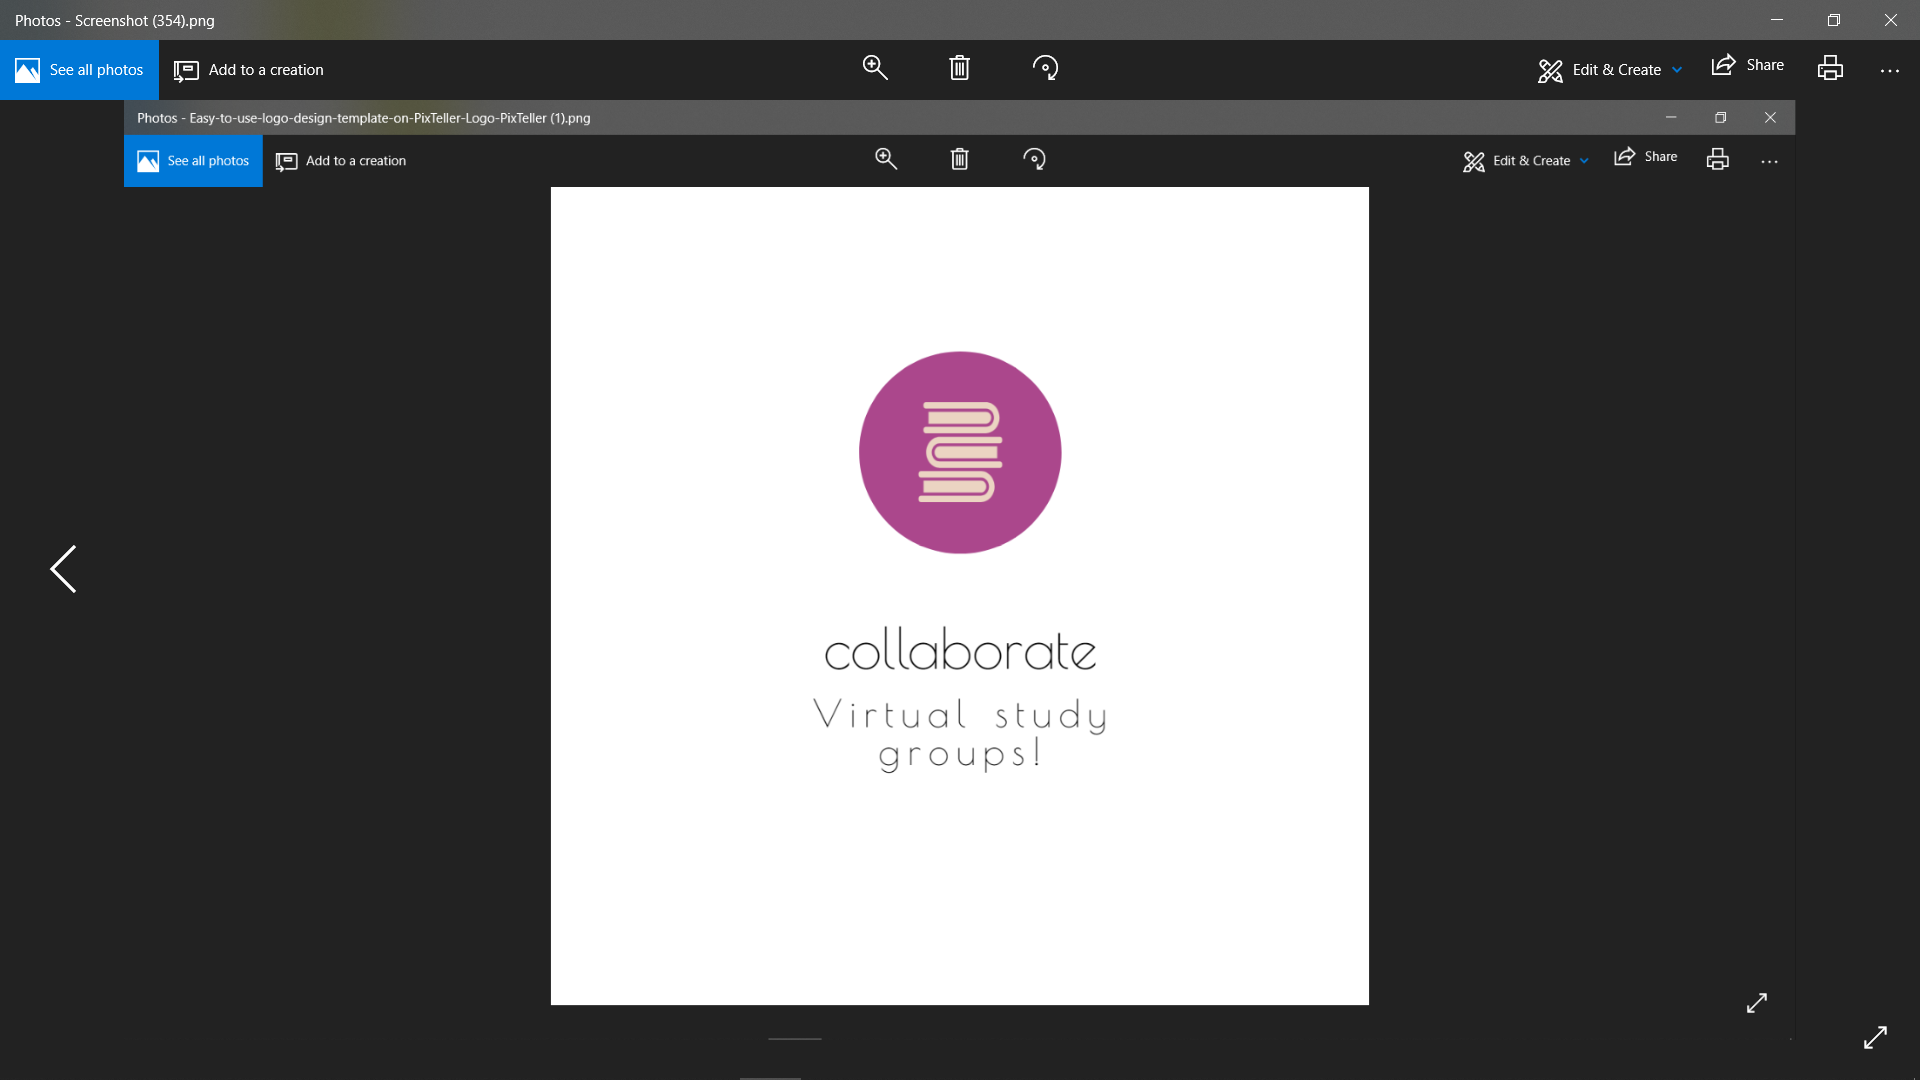 Photos - Screenshot (354).png
See all photos
Add to a creation
Edit & Create
Share
Photos - Easy-to-use-logo-design-template-on-PixTeller-Logo-PixTeller (1).png
See all photos
Add to a creation
Edit & Create
Share
collaborate
Virtual study
groups!